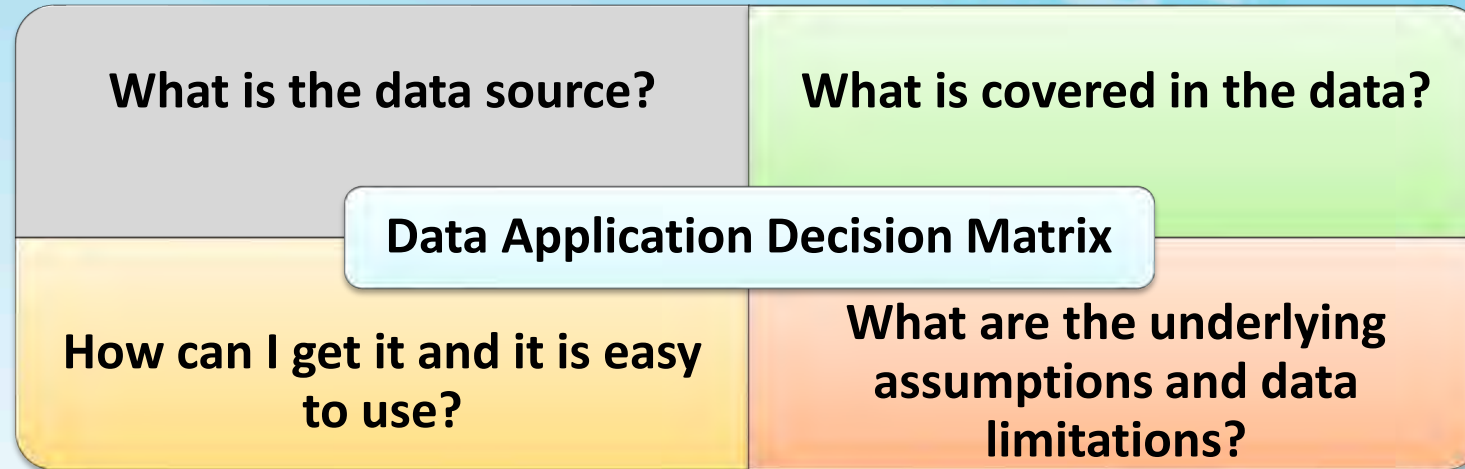 What is the data source?
What is covered in the data?
Data Application Decision Matrix
How can I get it and it is easy
to use?
What are the underlying
assumptions and data
limitations?